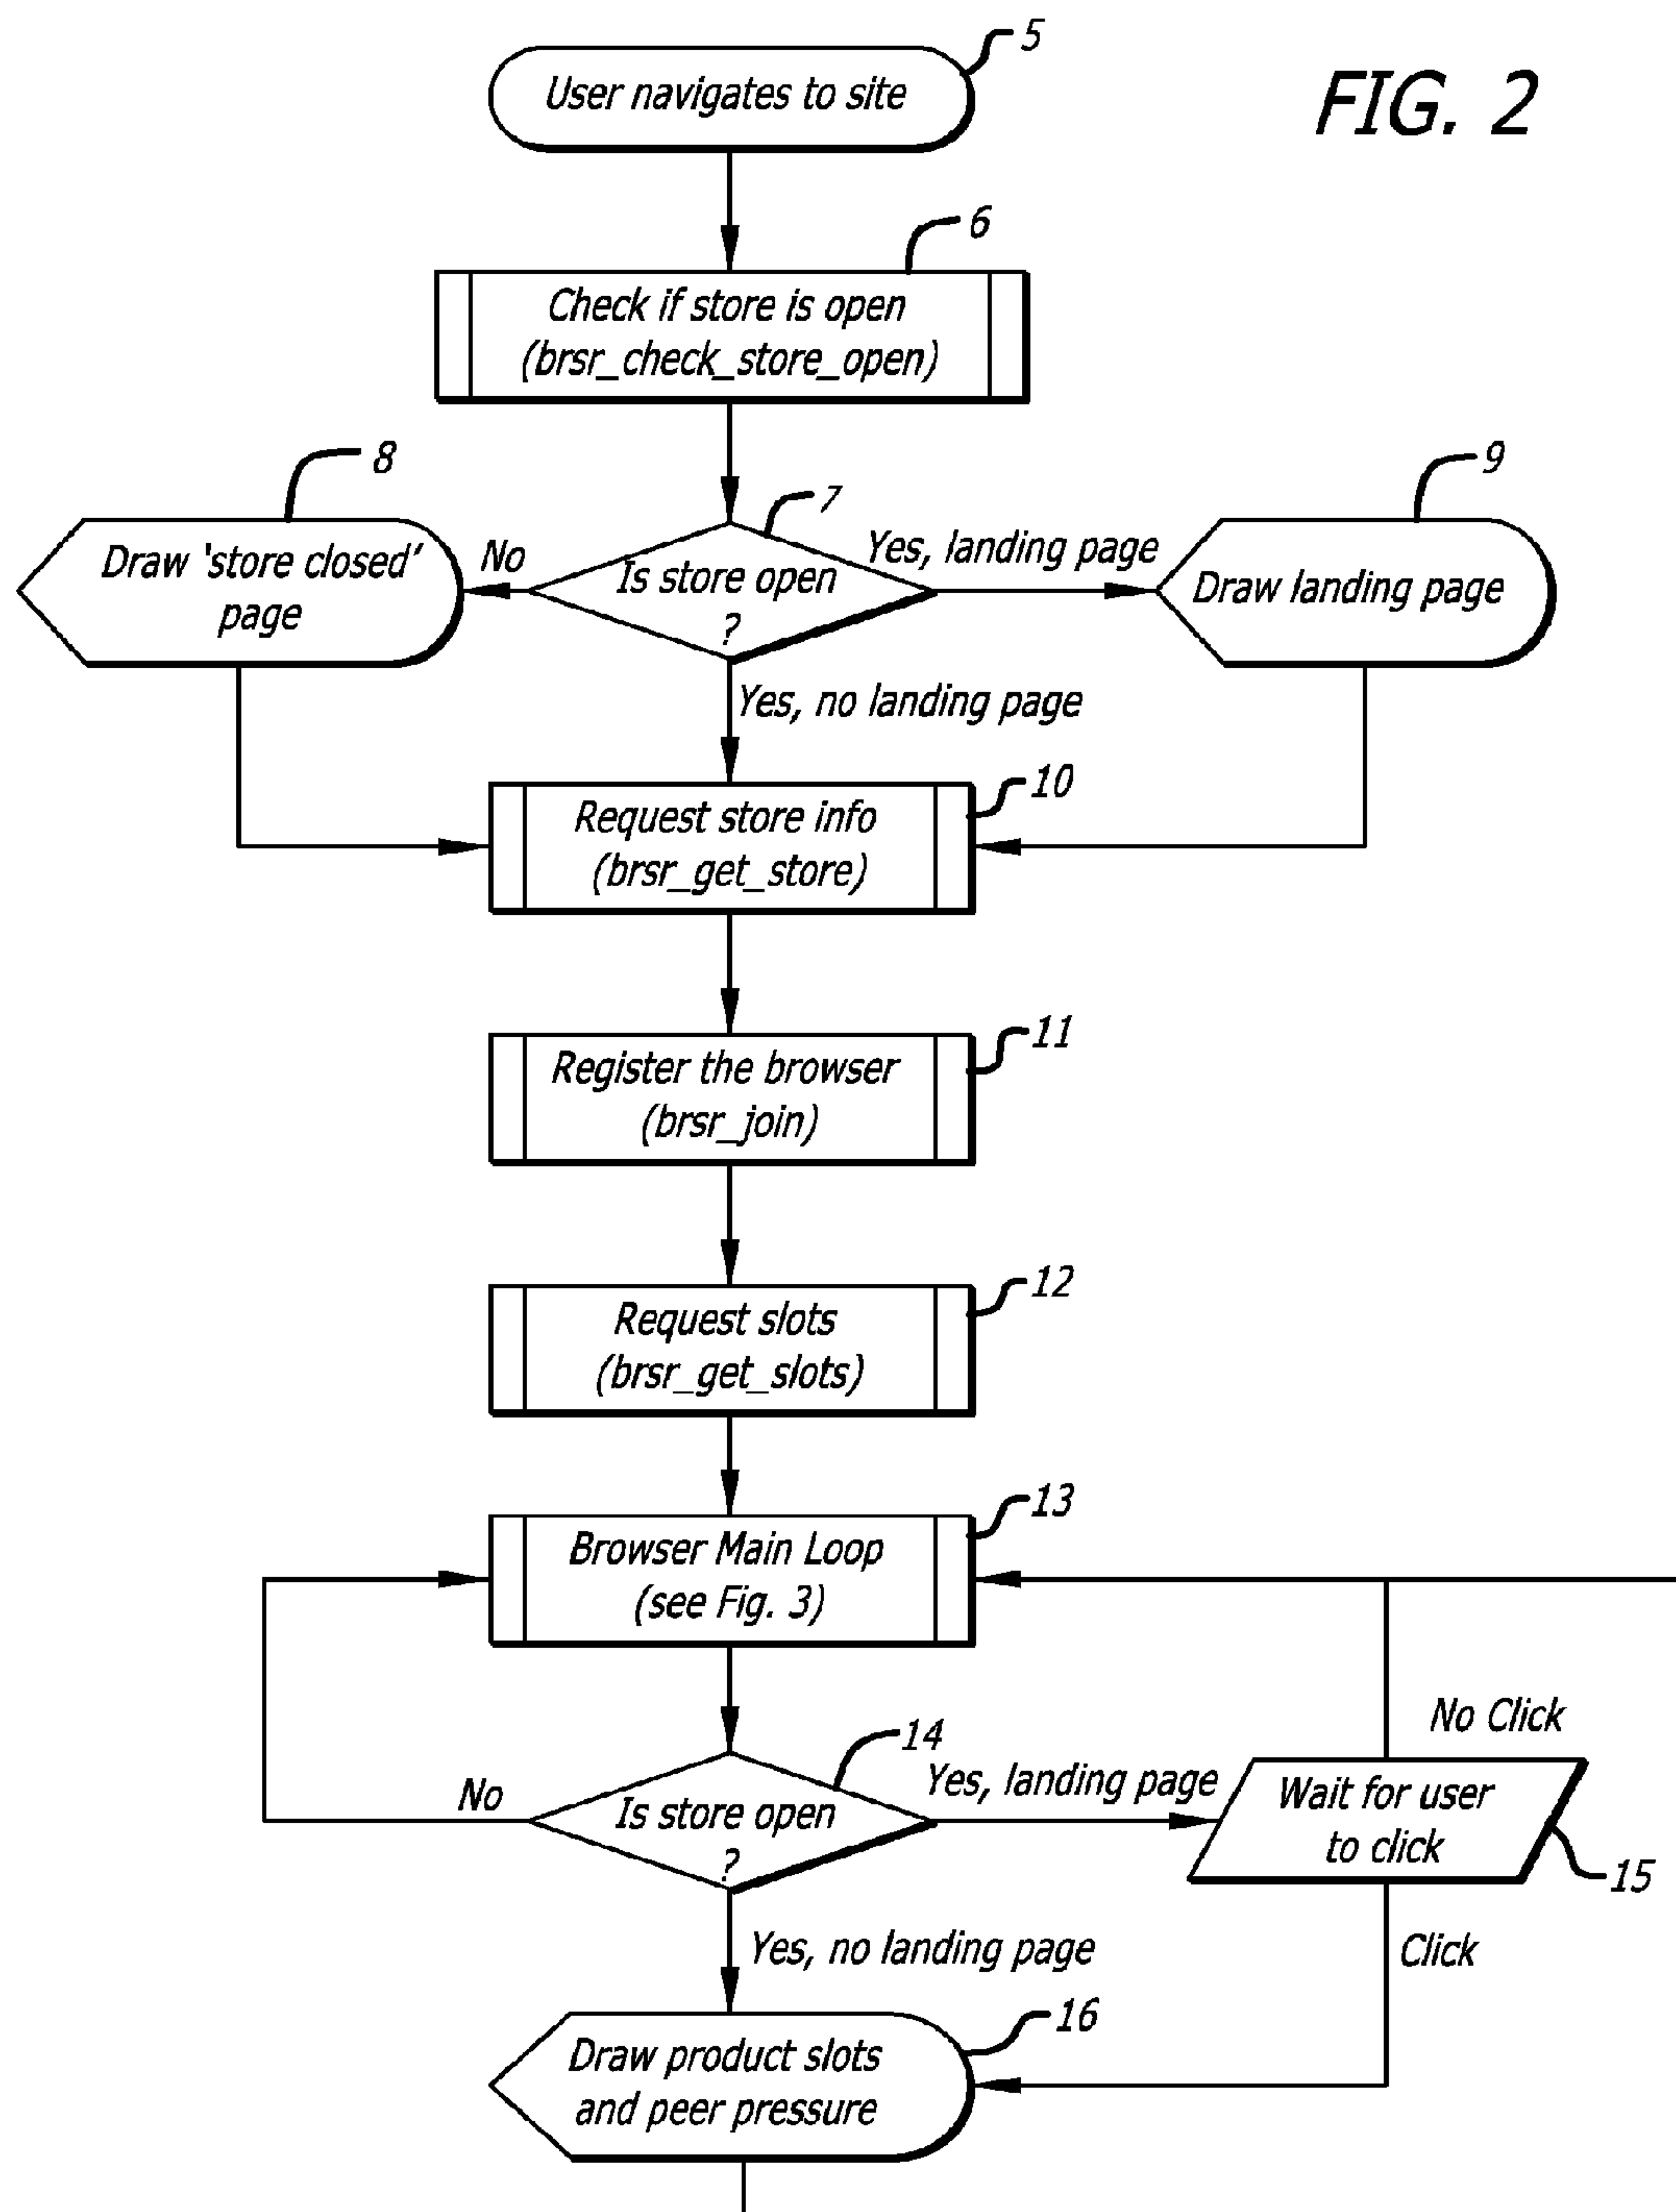 5
User navigates to site
FIG. 2
6
Check if store is open
(brsr_check_store_open)
8
7
9
Draw ‘store closed’
page
No
Is store open
?
Yes, landing page
Draw landing page
Yes, no landing page
10
Request store info
(brsr_get_store)
11
Register the browser
(brsr_join)
12
Request slots
(brsr_get_slots)
13
Browser Main Loop
(see Fig. 3)
No Click
14
No
Is store open
?
Yes, landing page
Wait for user
to click
15
Yes, no landing page
Click
16
Draw product slots
and peer pressure